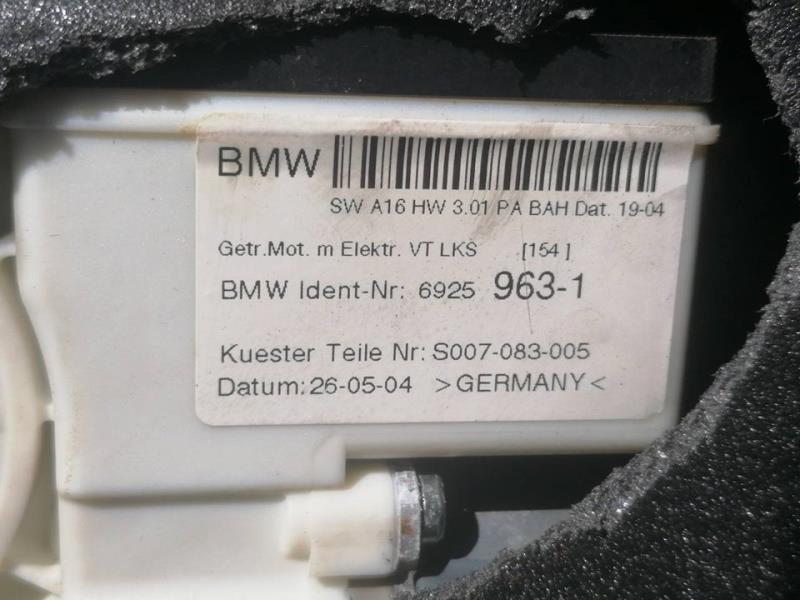 BMW
SW A16 HW 3.01 PA BAH Dat. 19-04
Getr.Mot. m Elektr. VT LKS [154]
BMW Ident-Nr: 6925 963-1
Kuester Teile Nr: S007-083-005
Datum: 26-05-04 >GERMANY<